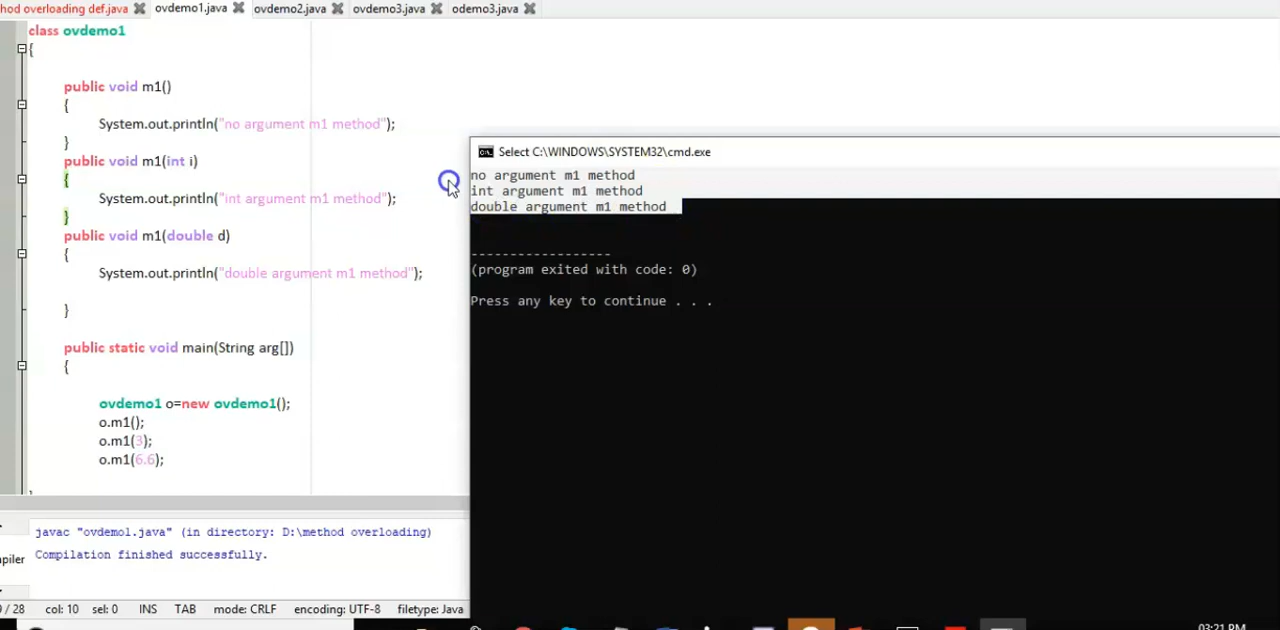 hod overloading def.java ovdemo1.java ovdemo2.java ovdemo3.java odemo3.java
class ovdemo1
{
public void m1()
{
System.out.println("no argument m1 method");
}
public void m1(int i)
{
System.out.println("int argument m1 method");
}
public void m1(double d)
{
System.out.println("double argument m1 method");
}
public static void main(String arg[])
{
ovdemo1 o=new ovdemo1();
o.m1();
o.m1(3);
o.m1(6.6);
Select C:\WINDOWS\SYSTEM32\cmd.exe
no argument m1 method
int argument m1 method
double argument m1 method
------------------
(program exited with code: 0)
Press any key to continue . . .
javac "ovdemo1.java" (in directory: D:\method overloading)
piler Compilation finished successfully.
/ 28 col: 10 sel: 0 INS TAB mode: CRLF encoding: UTF-8 filetype: Java
03:21 PM